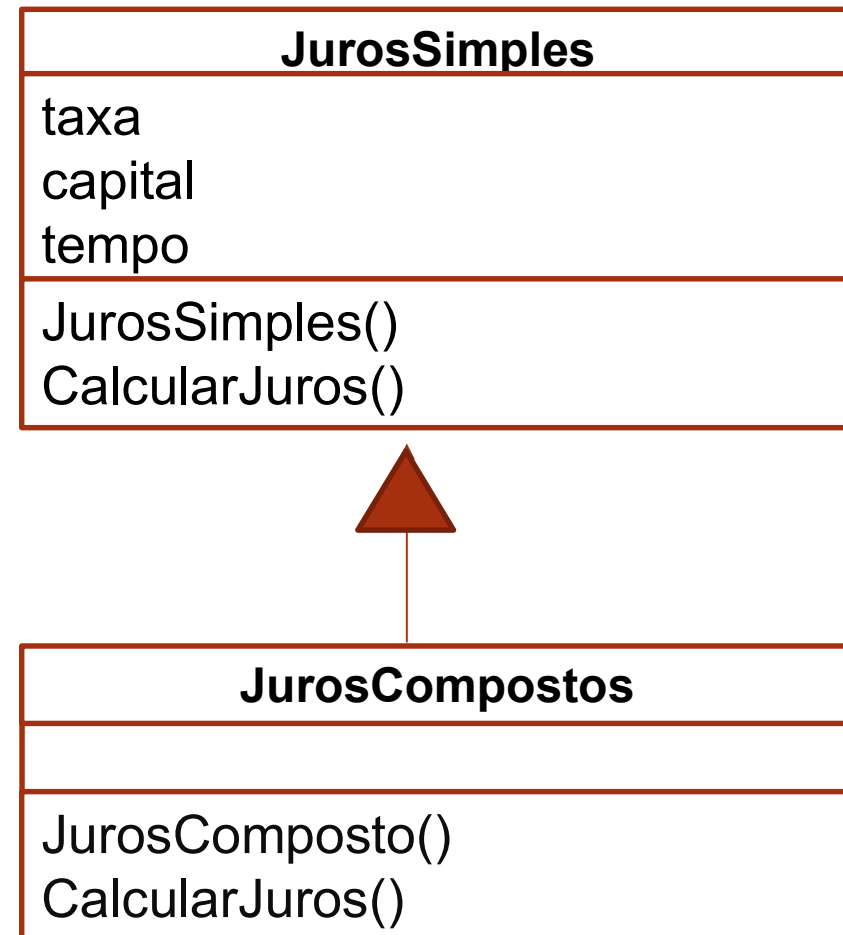 JurosSimples
taxa
capital
tempo
JurosSimples()
CalcularJuros()
JurosCompostos
JurosComposto()
CalcularJuros()